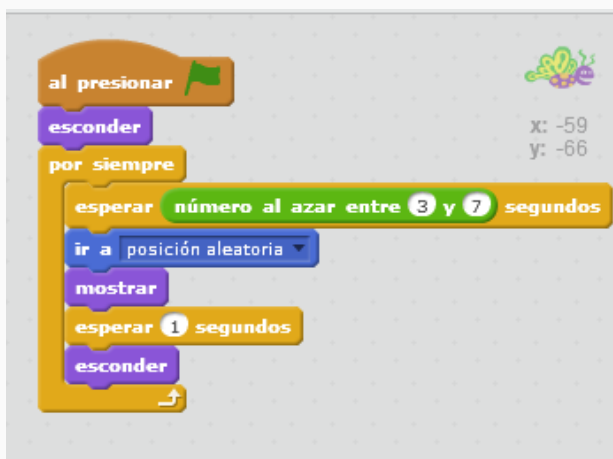 al presionar
esconder
x: -59
y: -66
por siempre
esperar número al azar entre 3 y 7 segundos
ir a posición aleatoria
mostrar
esperar 1 segundos
esconder